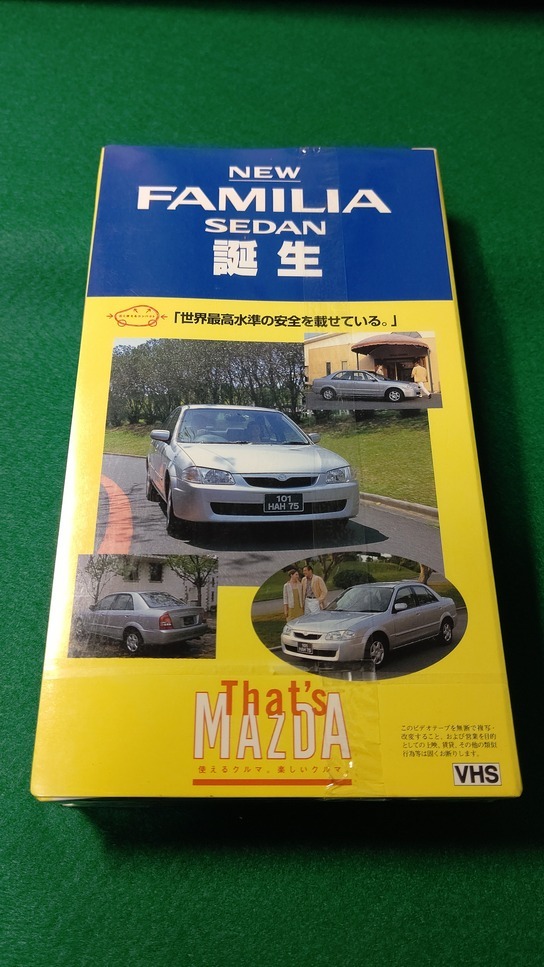 NEW
FAMILIA
SEDAN
誕生
「世界最高水準の安全を載せている。」
101
HAH 75
That's
MAZDA
使えるクルマ。楽しいクルマ
このビデオテープを無断で複写・
改変すること、および営業を目的
としての上映、賃貸、その他の類似
行為等は固くお断りします。
VHS